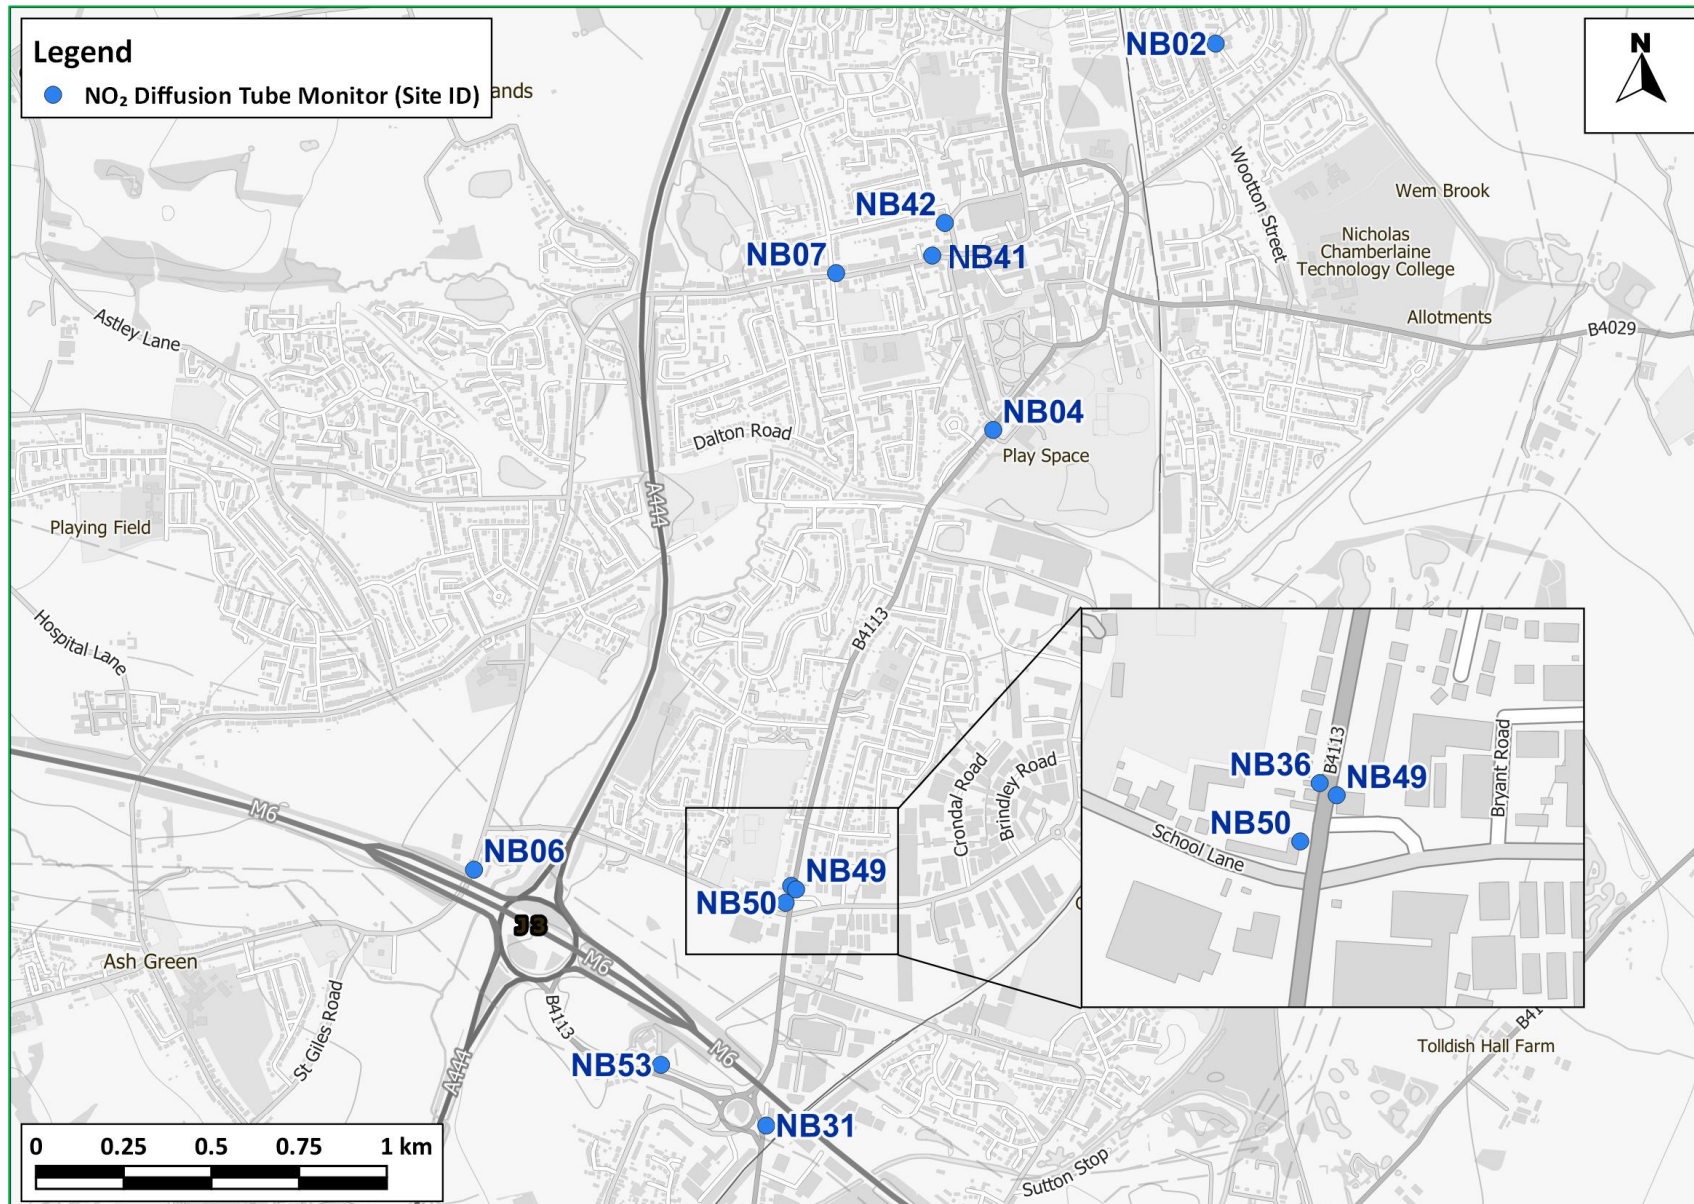 Legend
NO₂ Diffusion Tube Monitor (Site ID)
ands
N
NB02
Wootton Street
Wem Brook
NB42
Nicholas
Chamberlaine
Technology College
NB07
NB41
Astley Lane
Allotments
B4029
NB04
Dalton Road
Play Space
A444
Playing Field
Hospital Lane
B4113
M6
Crondal Road
Brindley Road
B4113
Bryant Road
NB36
NB49
NB50
School Lane
NB06
NB49
NB50
J3
M6
Ash Green
St Giles Road
B4113
A444
M6
NB53
NB31
B41
Tolldish Hall Farm
Sutton Stop
0 0.25 0.5 0.75 1 km